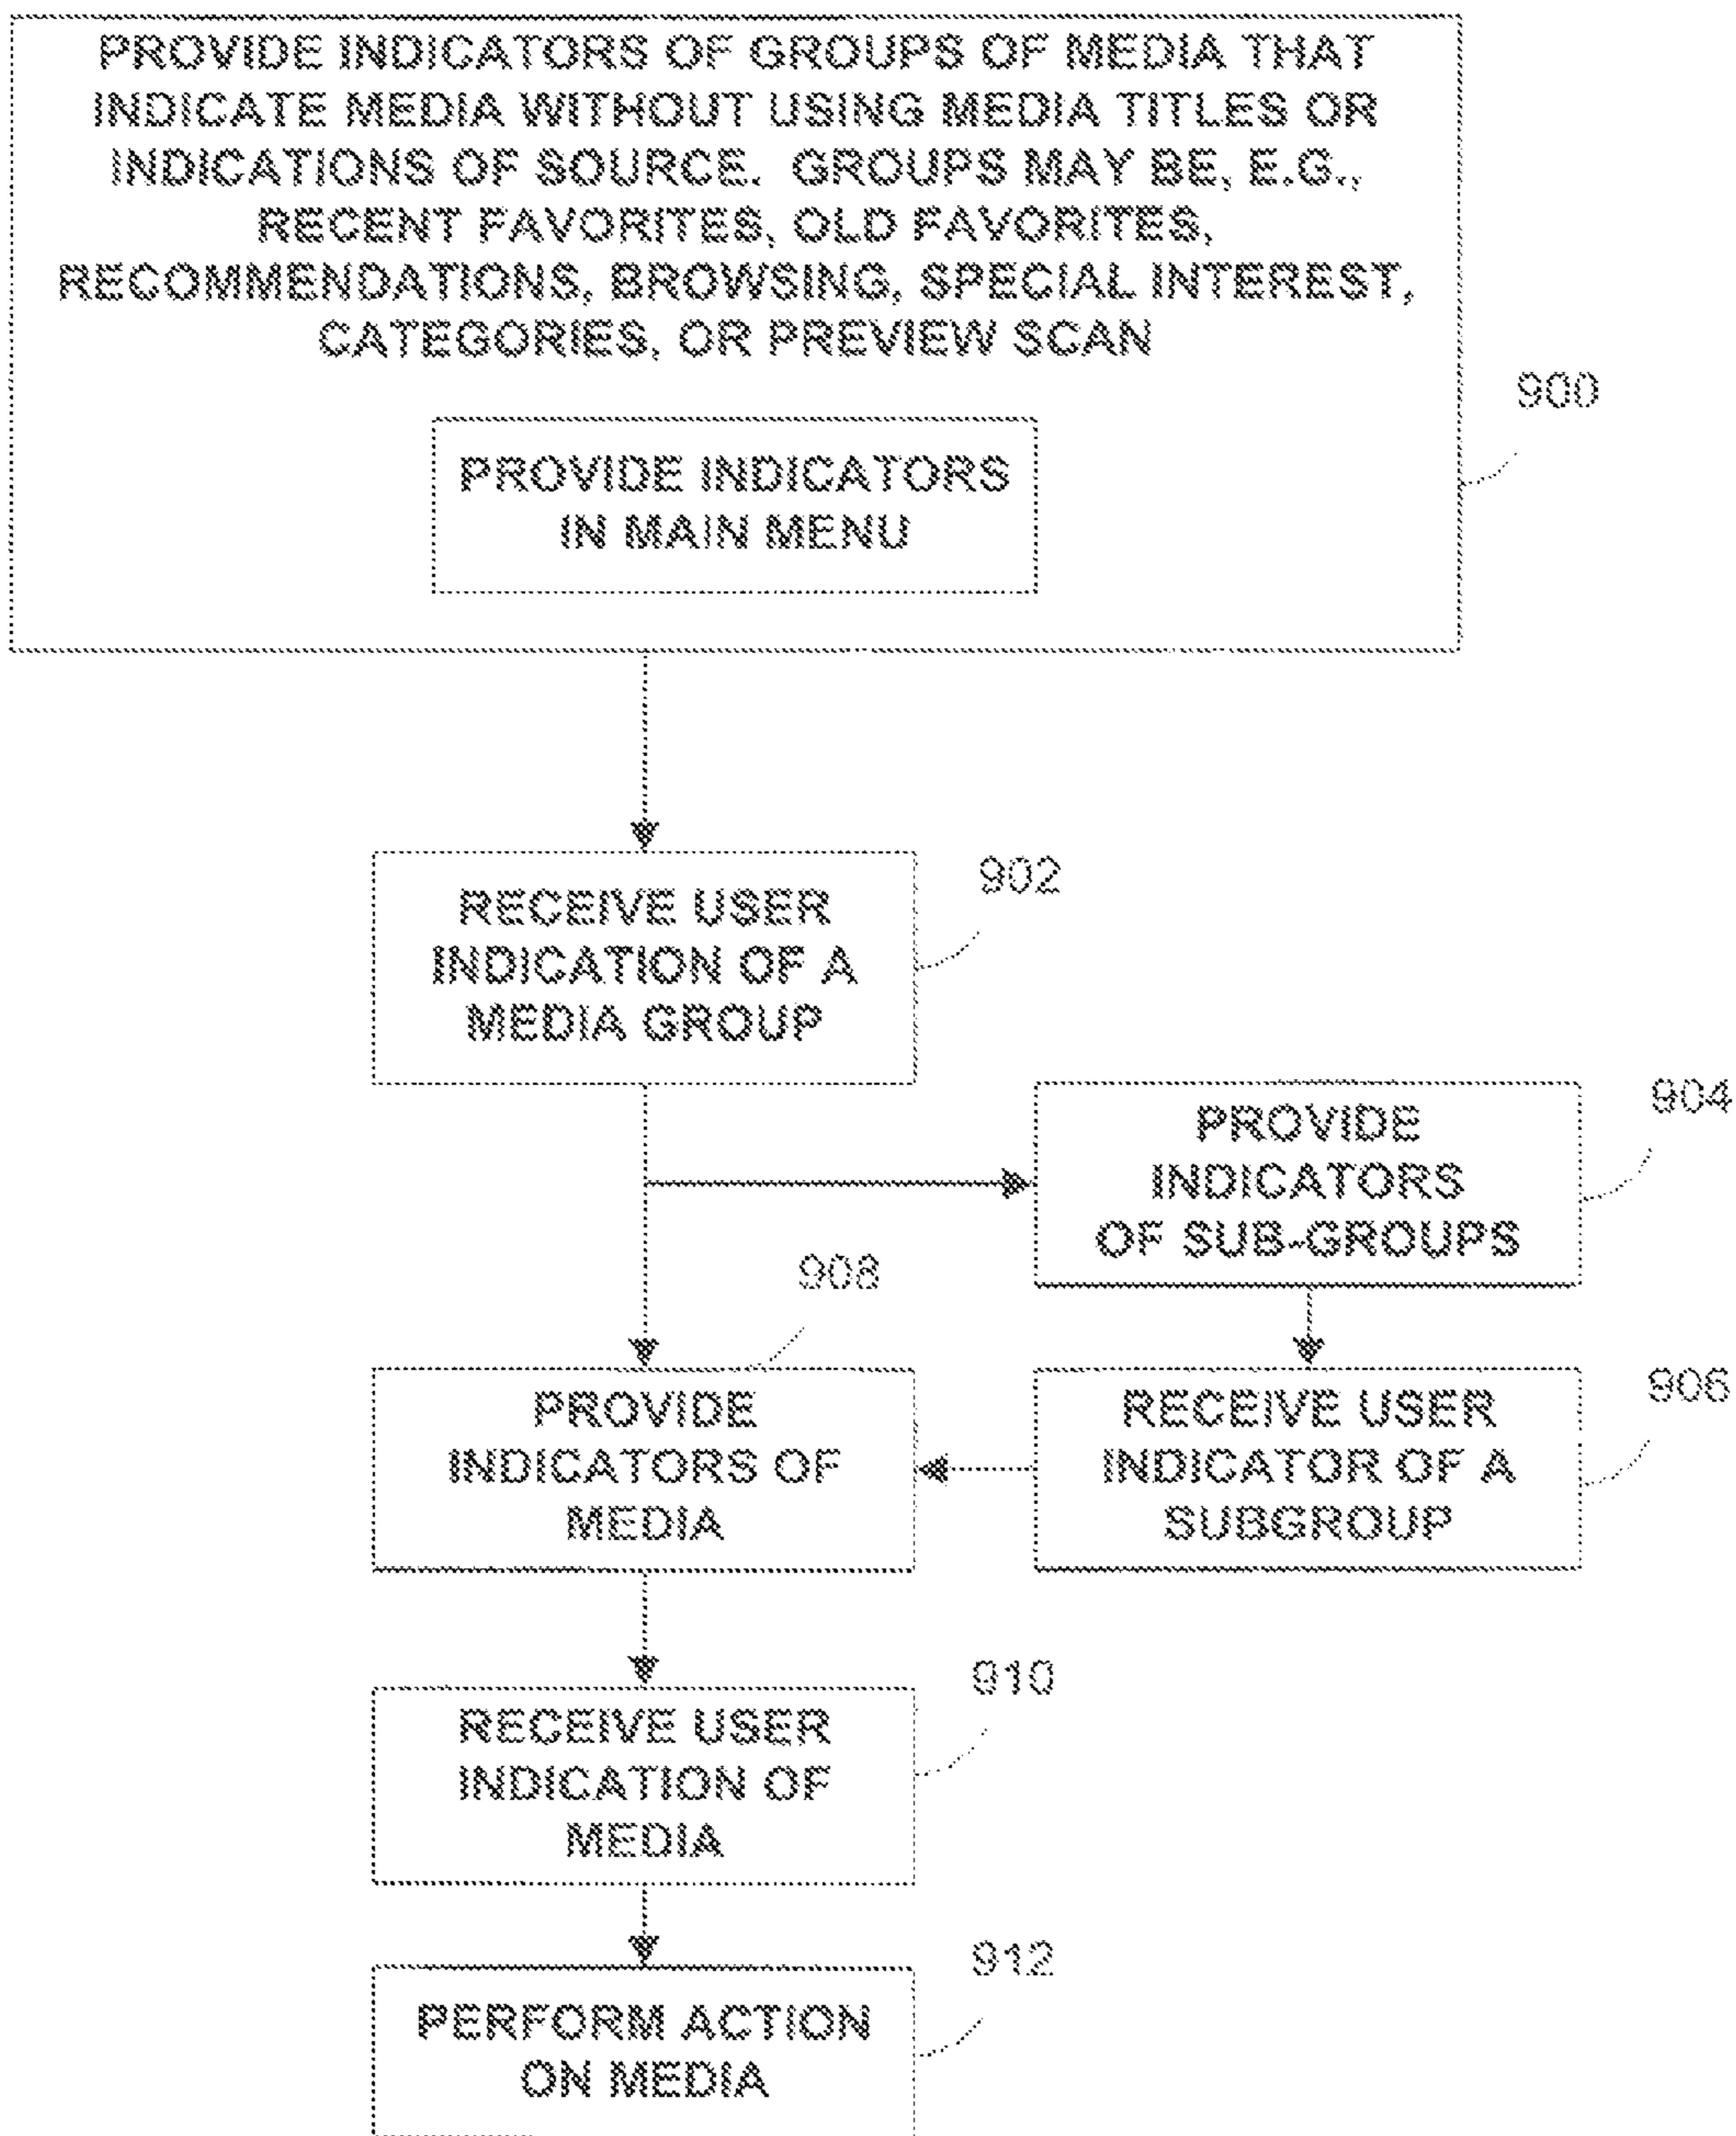 PROVIDE INDICATORS OF GROUPS OF MEDIA THAT
INDICATE MEDIA WITHOUT USING MEDIA TITLES OR
INDICATIONS OF SOURCE. GROUPS MAY BE, E.G.,
RECENT FAVORITES, OLD FAVORITES,
RECOMMENDATIONS, BROWSING, SPECIAL INTEREST,
CATEGORIES, OR PREVIEW SCAN
900
PROVIDE INDICATORS
IN MAIN MENU
902
RECEIVE USER
INDICATION OF A
MEDIA GROUP
904
PROVIDE
INDICATORS
OF SUB-GROUPS
908
PROVIDE
INDICATORS OF
MEDIA
906
RECEIVE USER
INDICATOR OF A
SUBGROUP
910
RECEIVE USER
INDICATION OF
MEDIA
912
PERFORM ACTION
ON MEDIA